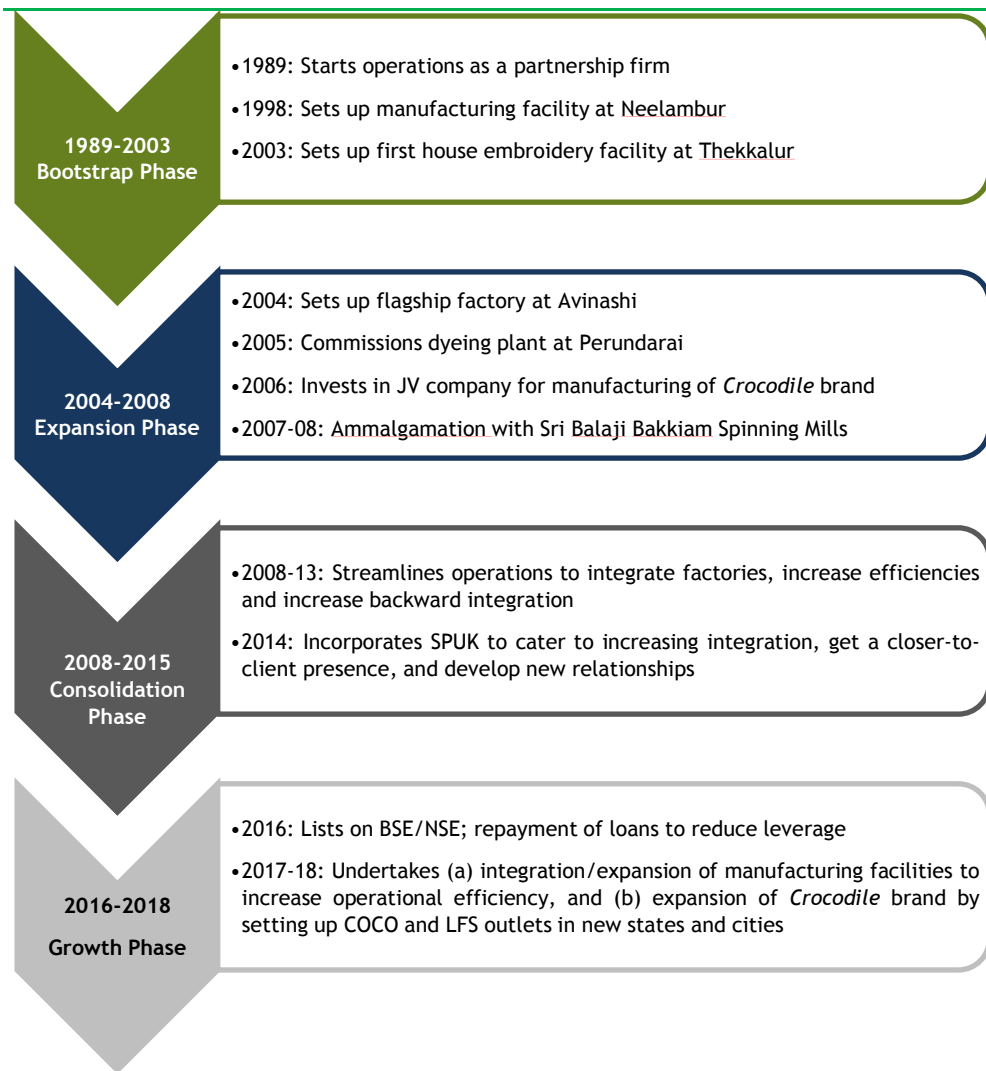 1989-2003
Bootstrap Phase
•1989: Starts operations as a partnership firm
•1998: Sets up manufacturing facility at Neelambur
•2003: Sets up first house embroidery facility at Thekkalur
2004-2008
Expansion Phase
•2004: Sets up flagship factory at Avinashi
•2005: Commissions dyeing plant at Perundarai
•2006: Invests in JV company for manufacturing of Crocodile brand
•2007-08: Ammalgamation with Sri Balaji Bakkiam Spinning Mills
2008-2015
Consolidation
Phase
•2008-13: Streamlines operations to integrate factories, increase efficiencies
and increase backward integration
•2014: Incorporates SPUK to cater to increasing integration, get a closer-to-
client presence, and develop new relationships
2016-2018
Growth Phase
•2016: Lists on BSE/NSE; repayment of loans to reduce leverage
•2017-18: Undertakes (a) integration/expansion of manufacturing facilities to
increase operational efficiency, and (b) expansion of Crocodile brand by
setting up COCO and LFS outlets in new states and cities